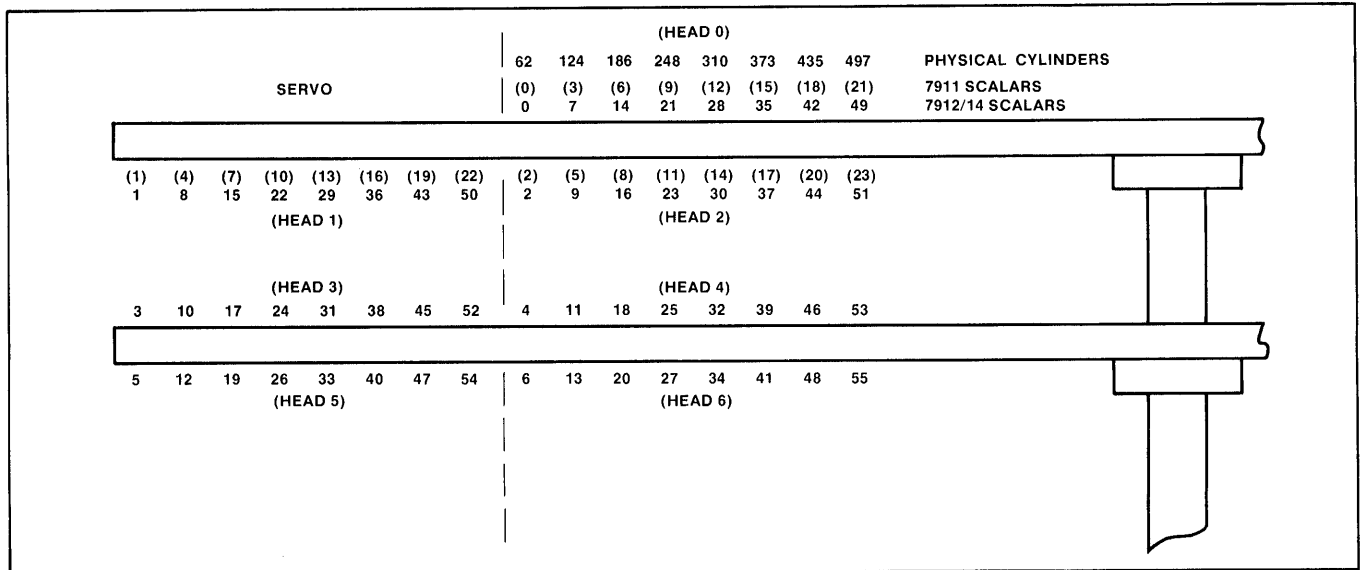 (HEAD 0)
62 124 186 248 310 373 435 497 PHYSICAL CYLINDERS
SERVO (0) (3) (6) (9) (12) (15) (18) (21) 7911 SCALARS
0 7 14 21 28 35 42 49 7912/14 SCALARS
(1) (4) (7) (10) (13) (16) (19) (22) (2) (5) (8) (11) (14) (17) (20) (23)
1 8 15 22 29 36 43 50 2 9 16 23 30 37 44 51
(HEAD 1) (HEAD 2)
(HEAD 3) (HEAD 4)
3 10 17 24 31 38 45 52 4 11 18 25 32 39 46 53
5 12 19 26 33 40 47 54 6 13 20 27 34 41 48 55
(HEAD 5) (HEAD 6)